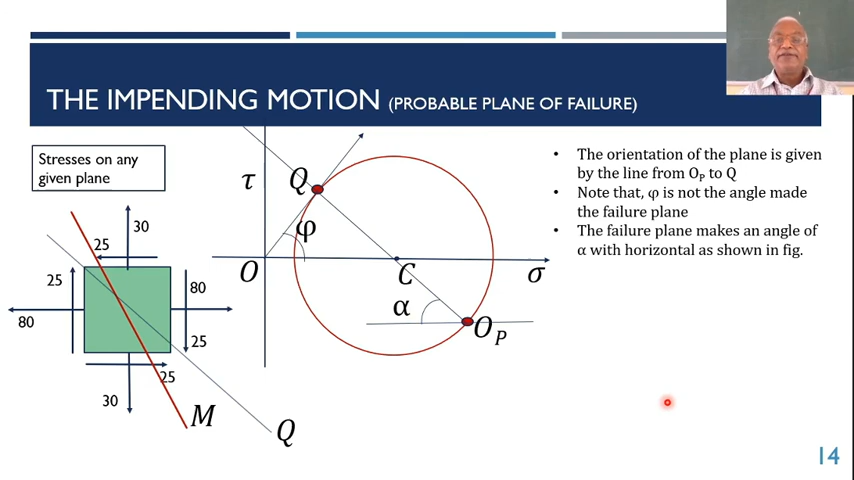 THE IMPENDING MOTION (PROBABLE PLANE OF FAILURE)
Stresses on any
given plane
• The orientation of the plane is given
by the line from O_P to Q
• Note that, φ is not the angle made
the failure plane
• The failure plane makes an angle of
α with horizontal as shown in fig.
τ
Q
φ
O
C
σ
α
O_P
30
25
25
80
80
25
25
30
M
Q
14